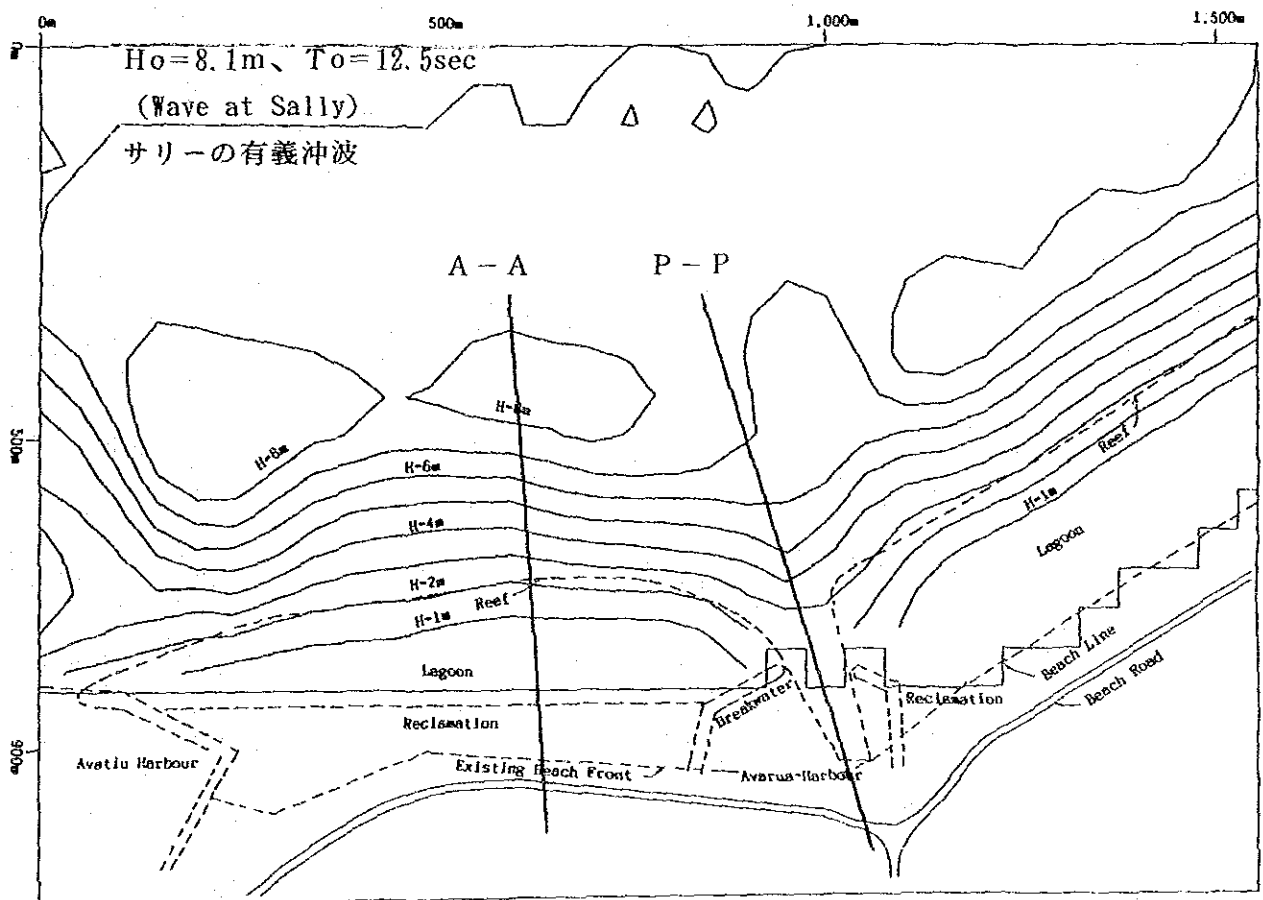 0m 500m 1,000m 1,500m
0m
Ho=8.1m、To=12.5sec
(Wave at Sally)
サリーの有義沖波
A-A P-P
H-8m
H-6m
H-6m
500m
Reef
H-4m
H-1m
Lagoon
H-2m
Reef
H-1m
Lagoon
Beach Line
Beach Road
Breakwater
Reclamation
Reclamation
900m
Avatiu Harbour
Existing Beach Front
Avarua-Harbour